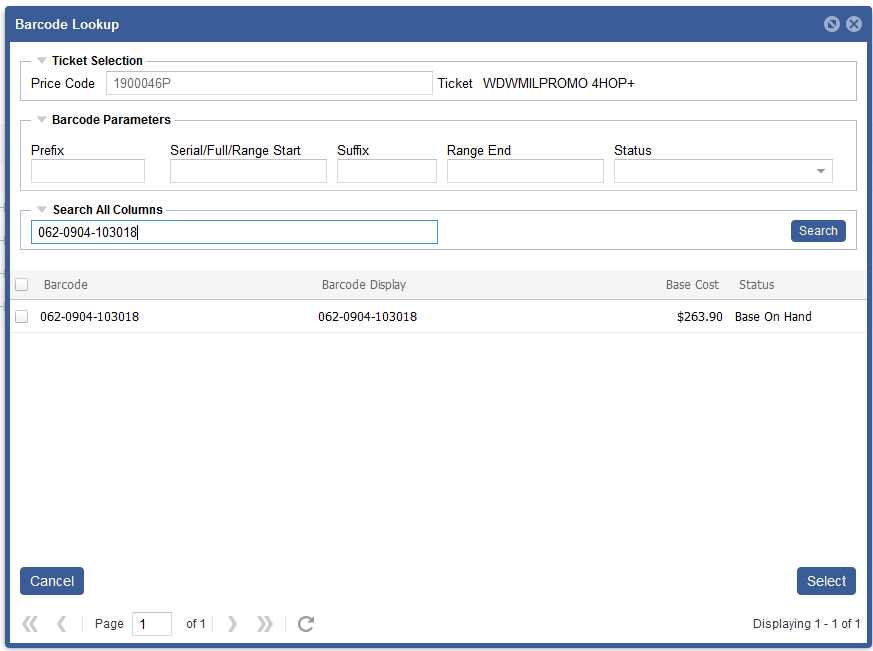 Barcode Lookup
Ticket Selection
Price Code 1900046P Ticket WDWMILPROMO 4HOP+
Barcode Parameters
Prefix Serial/Full/Range Start Suffix Range End Status
Search All Columns
062-0904-103018 Search
Barcode Barcode Display Base Cost Status
062-0904-103018 062-0904-103018 $263.90 Base On Hand
Cancel Select
Page 1 of 1 Displaying 1 - 1 of 1